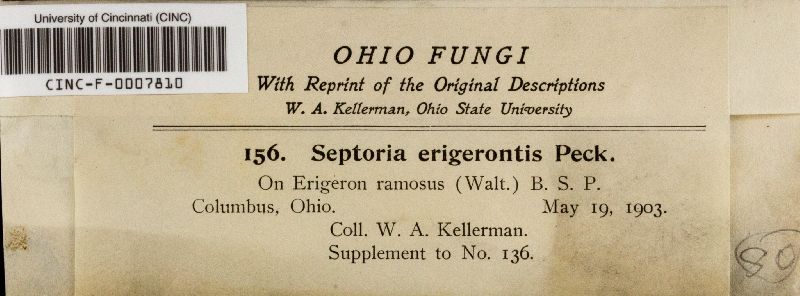 University of Cincinnati (CINC)
CINC-F-0007810
OHIO FUNGI
With Reprint of the Original Descriptions
W. A. Kellerman, Ohio State University
156. Septoria erigerontis Peck.
On Erigeron ramosus (Walt.) B. S. P.
Columbus, Ohio. May 19, 1903.
Coll. W. A. Kellerman.
Supplement to No. 136.
80